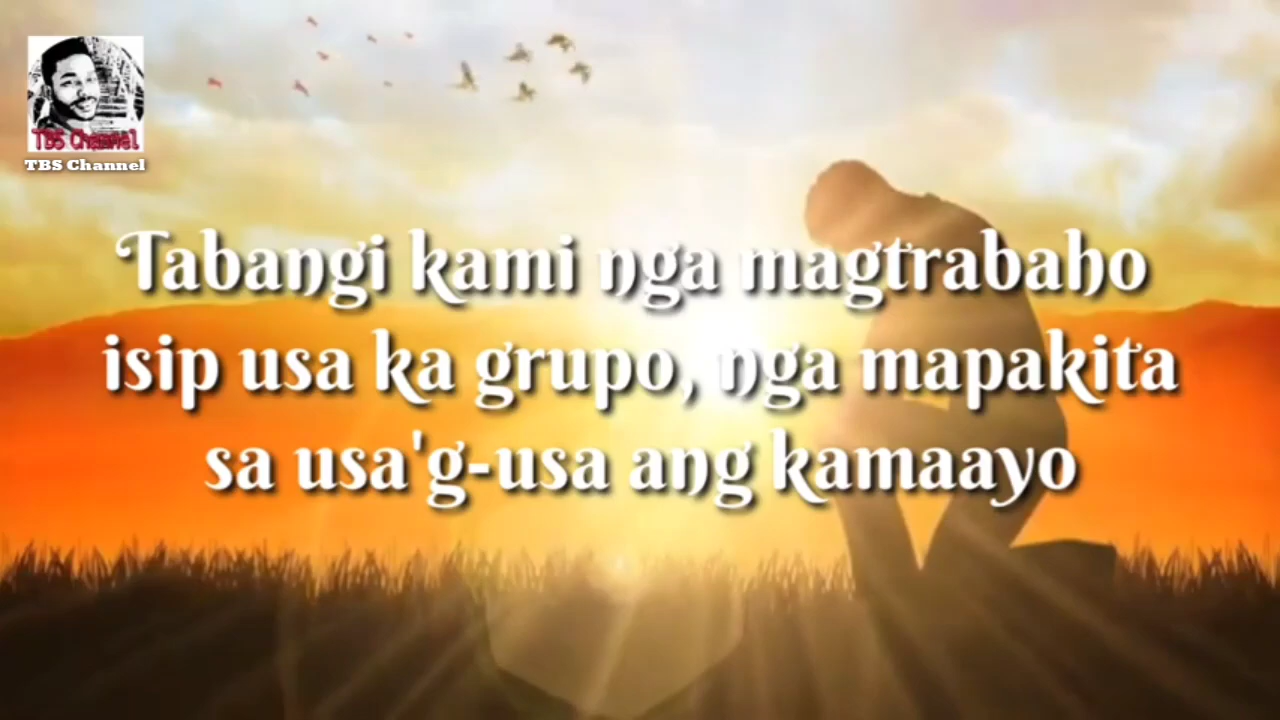 TBS Channel
TBS Channel
Tabangi kami nga magtrabaho
isip usa ka grupo, nga mapakita
sa usa'g-usa ang kamaayo